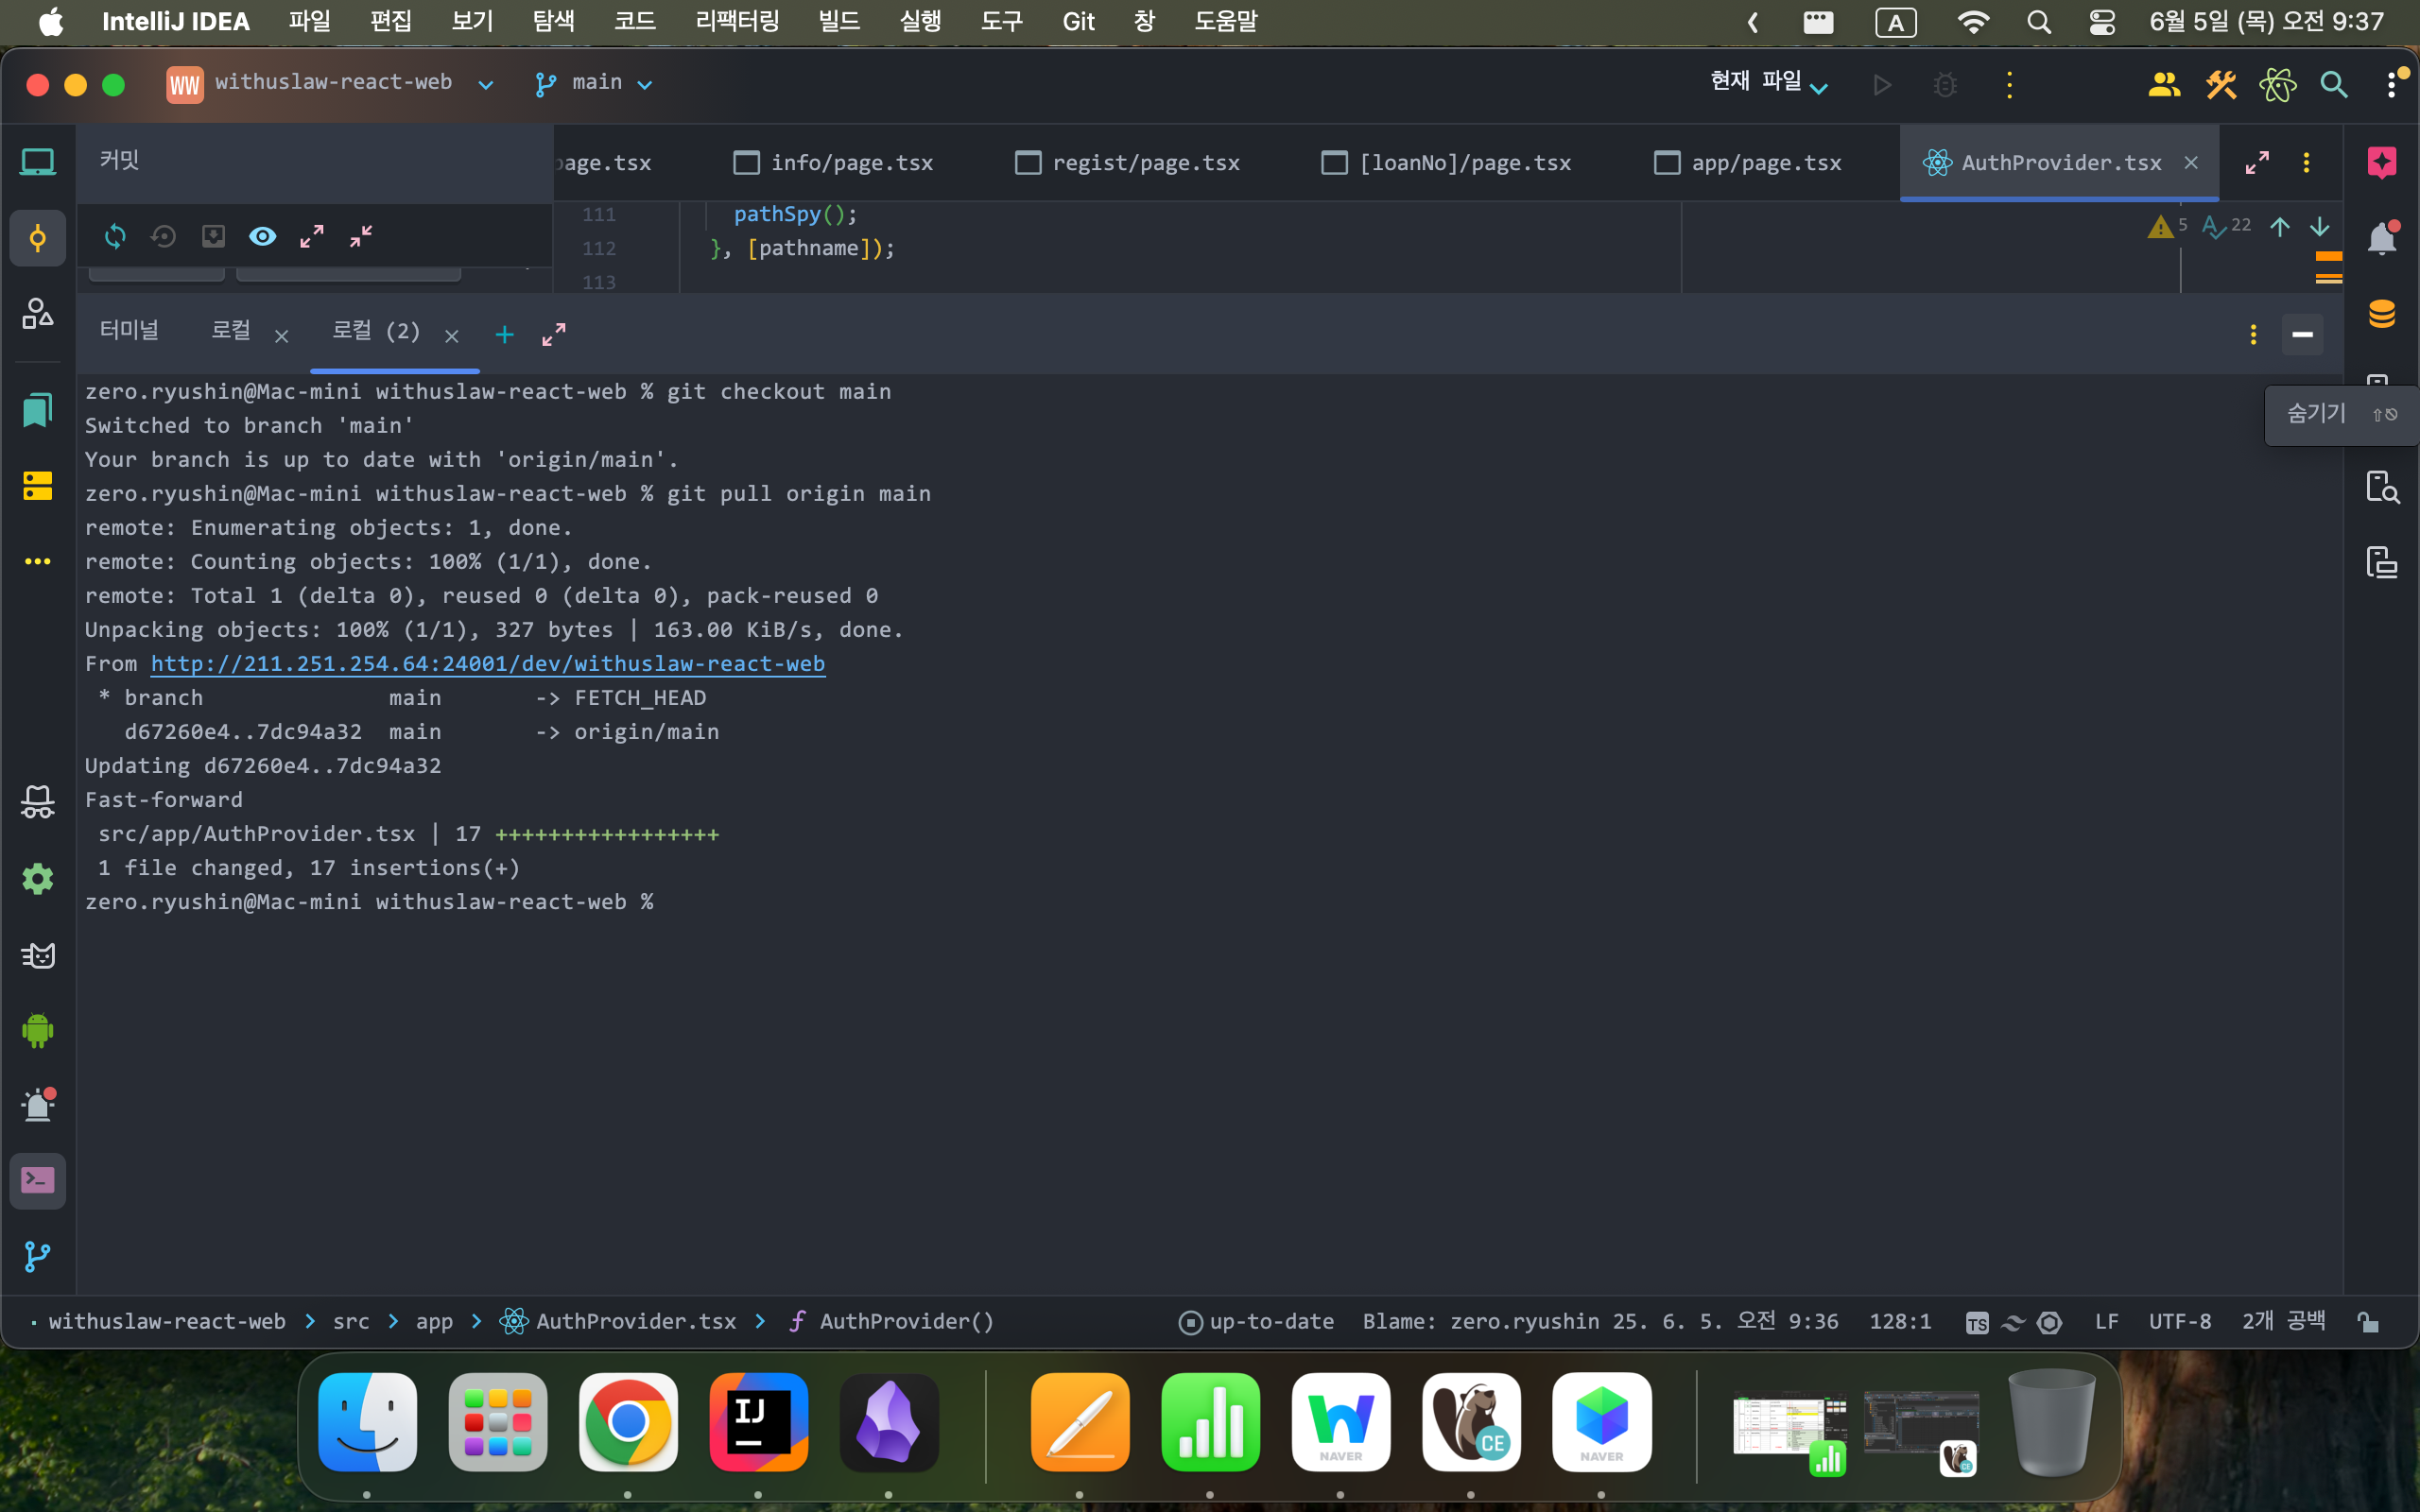 IntelliJ IDEA 파일 편집 보기 탐색 코드 리팩터링 빌드 실행 도구 Git 창 도움말 A 6월 5일 (목) 오전 9:37
WW withuslaw-react-web main 현재 파일
커밋 page.tsx info/page.tsx regist/page.tsx [loanNo]/page.tsx app/page.tsx AuthProvider.tsx
111 pathSpy(); 5 22
112 }, [pathname]);
113
터미널 로컬 로컬 (2)
숨기기
zero.ryushin@Mac-mini withuslaw-react-web % git checkout main
Switched to branch 'main'
Your branch is up to date with 'origin/main'.
zero.ryushin@Mac-mini withuslaw-react-web % git pull origin main
remote: Enumerating objects: 1, done.
remote: Counting objects: 100% (1/1), done.
remote: Total 1 (delta 0), reused 0 (delta 0), pack-reused 0
Unpacking objects: 100% (1/1), 327 bytes | 163.00 KiB/s, done.
From http://211.251.254.64:24001/dev/withuslaw-react-web
 * branch main -> FETCH_HEAD
d67260e4..7dc94a32 main -> origin/main
Updating d67260e4..7dc94a32
Fast-forward
src/app/AuthProvider.tsx | 17 +++++++++++++++++
1 file changed, 17 insertions(+)
zero.ryushin@Mac-mini withuslaw-react-web %
withuslaw-react-web > src > app > AuthProvider.tsx > AuthProvider() up-to-date Blame: zero.ryushin 25. 6. 5. 오전 9:36 128:1 TS LF UTF-8 2개 공백
IJ NAVER CE NAVER